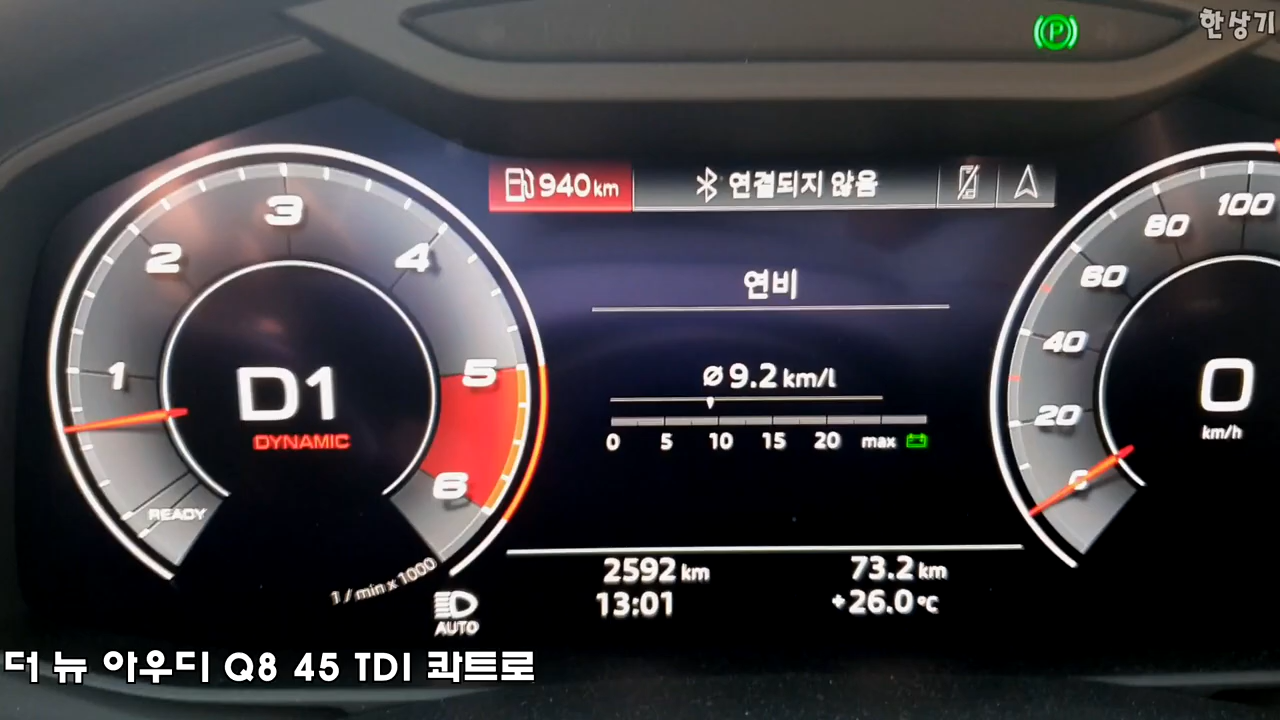 한상기
P
940 km
연결되지 않음
연비
1 2 3 4 5 6
D1
DYNAMIC
READY
1 / min x 1000
AUTO
Ø 9.2 km/l
0 5 10 15 20 max
2592 km
73.2 km
13:01
+26.0 °C
0 20 40 60 80 100
0
km/h
더 뉴 아우디 Q8 45 TDI 콰트로